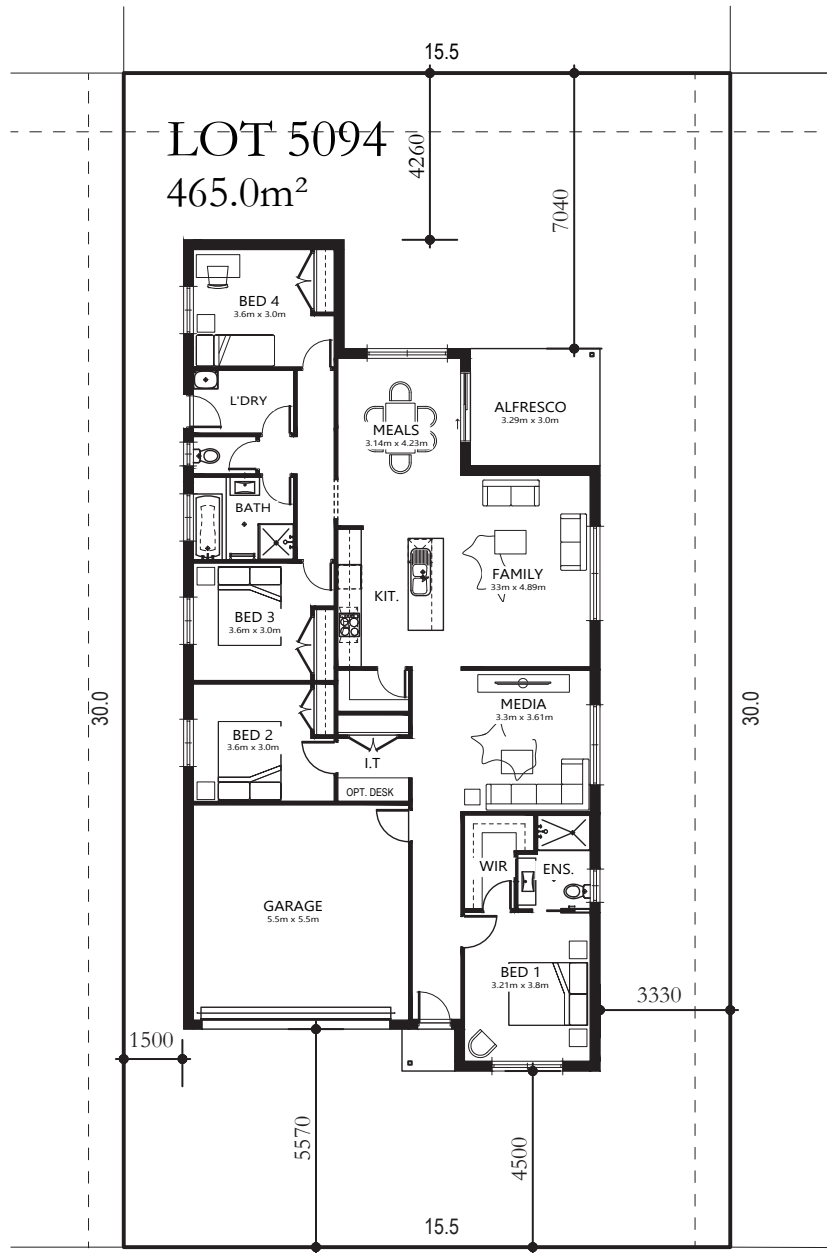 15.5
LOT 5094
465.0m²
4260
7040
BED 4
3.6m x 3.0m
L'DRY
MEALS
3.14m x 4.23m
ALFRESCO
3.29m x 3.0m
BATH
KIT.
FAMILY
33m x 4.89m
BED 3
3.6m x 3.0m
30.0
30.0
MEDIA
3.3m x 3.61m
BED 2
3.6m x 3.0m
I.T
OPT. DESK
WIR
ENS.
GARAGE
5.5m x 5.5m
BED 1
3.21m x 3.8m
3330
1500
5570
4500
15.5